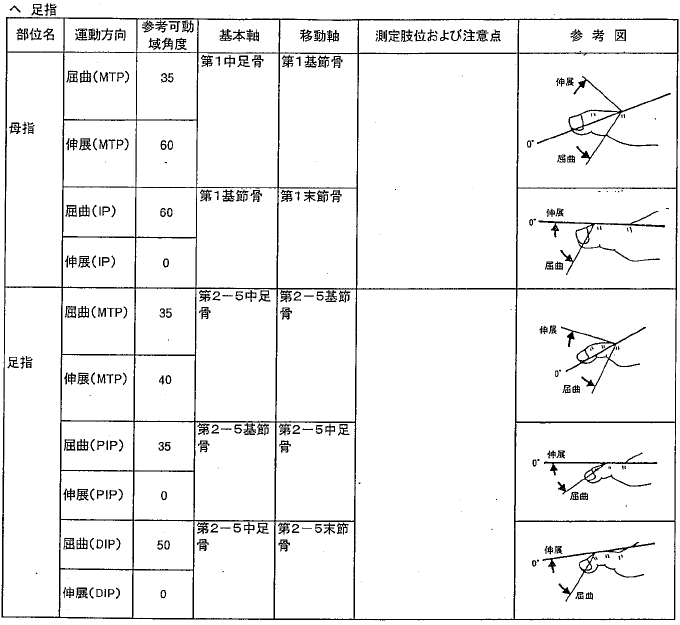 ヘ 足指
部位名 運動方向 参考可動域角度 基本軸 移動軸 測定肢位および注意点 参考図
母指
屈曲(MTP) 35 第1中足骨 第1基節骨
伸展(MTP) 60
伸展
0°
屈曲
屈曲(IP) 60 第1基節骨 第1末節骨
伸展(IP) 0
0° 伸展
屈曲
足指
屈曲(MTP) 35 第2−5中足骨 第2−5基節骨
伸展(MTP) 40
伸展
0°
屈曲
屈曲(PIP) 35 第2−5基節骨 第2−5中足骨
伸展(PIP) 0
0° 伸展
屈曲
屈曲(DIP) 50 第2−5中足骨 第2−5末節骨
伸展(DIP) 0
0° 伸展
屈曲